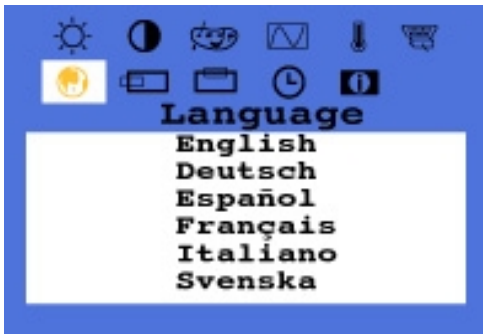 Language
English
Deutsch
Español
Français
Italiano
Svenska